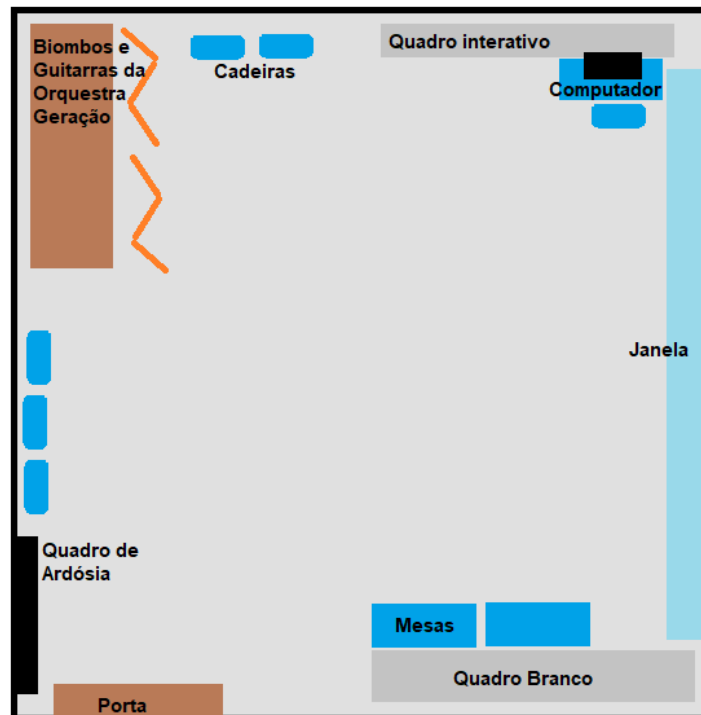 Biombos e
Guitarras da
Orquestra
Geração
Cadeiras
Quadro interativo
Computador
Janela
Quadro de
Ardósia
Mesas
Quadro Branco
Porta